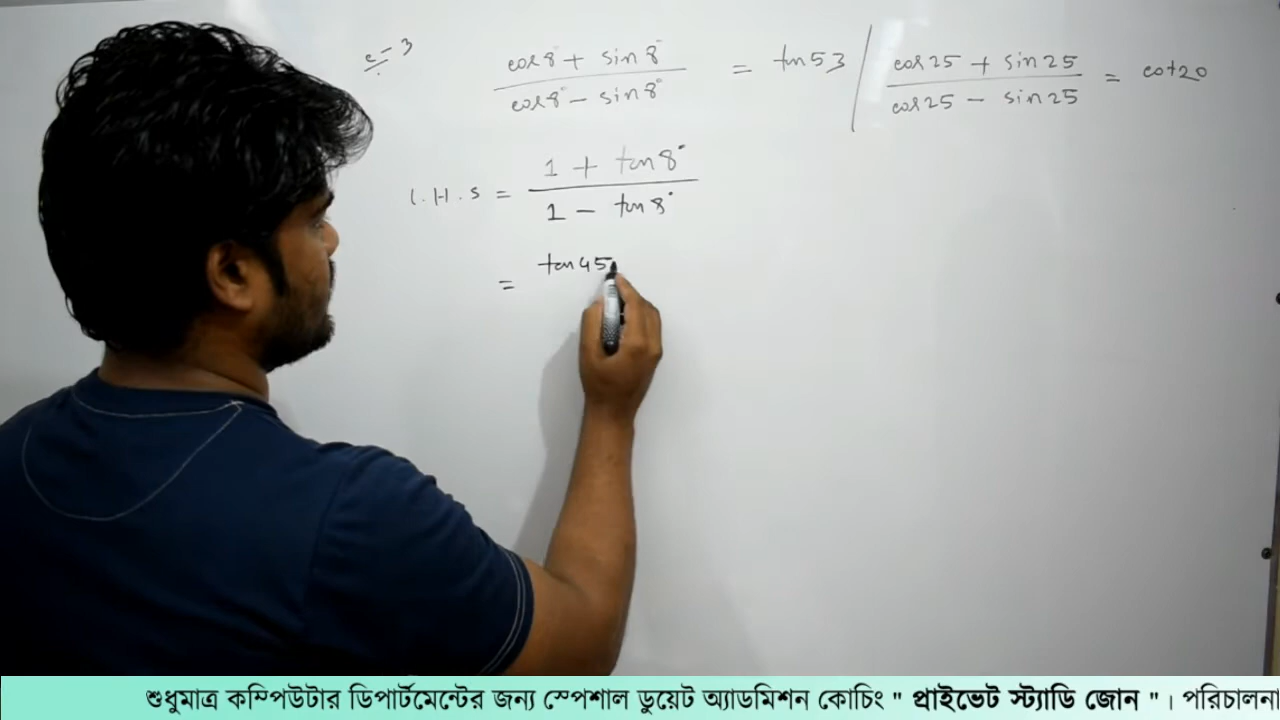 e-3
cos8° + sin8° / cos8° - sin8° = tan53 | cos25 + sin25 / cos25 - sin25 = cot20
L.H.S = 1 + tan8° / 1 - tan8°
= tan45
শুধুমাত্র কম্পিউটার ডিপার্টমেন্টের জন্য স্পেশাল ডুয়েট অ্যাডমিশন কোচিং " প্রাইভেট স্ট্যাডি জোন " । পরিচালনা